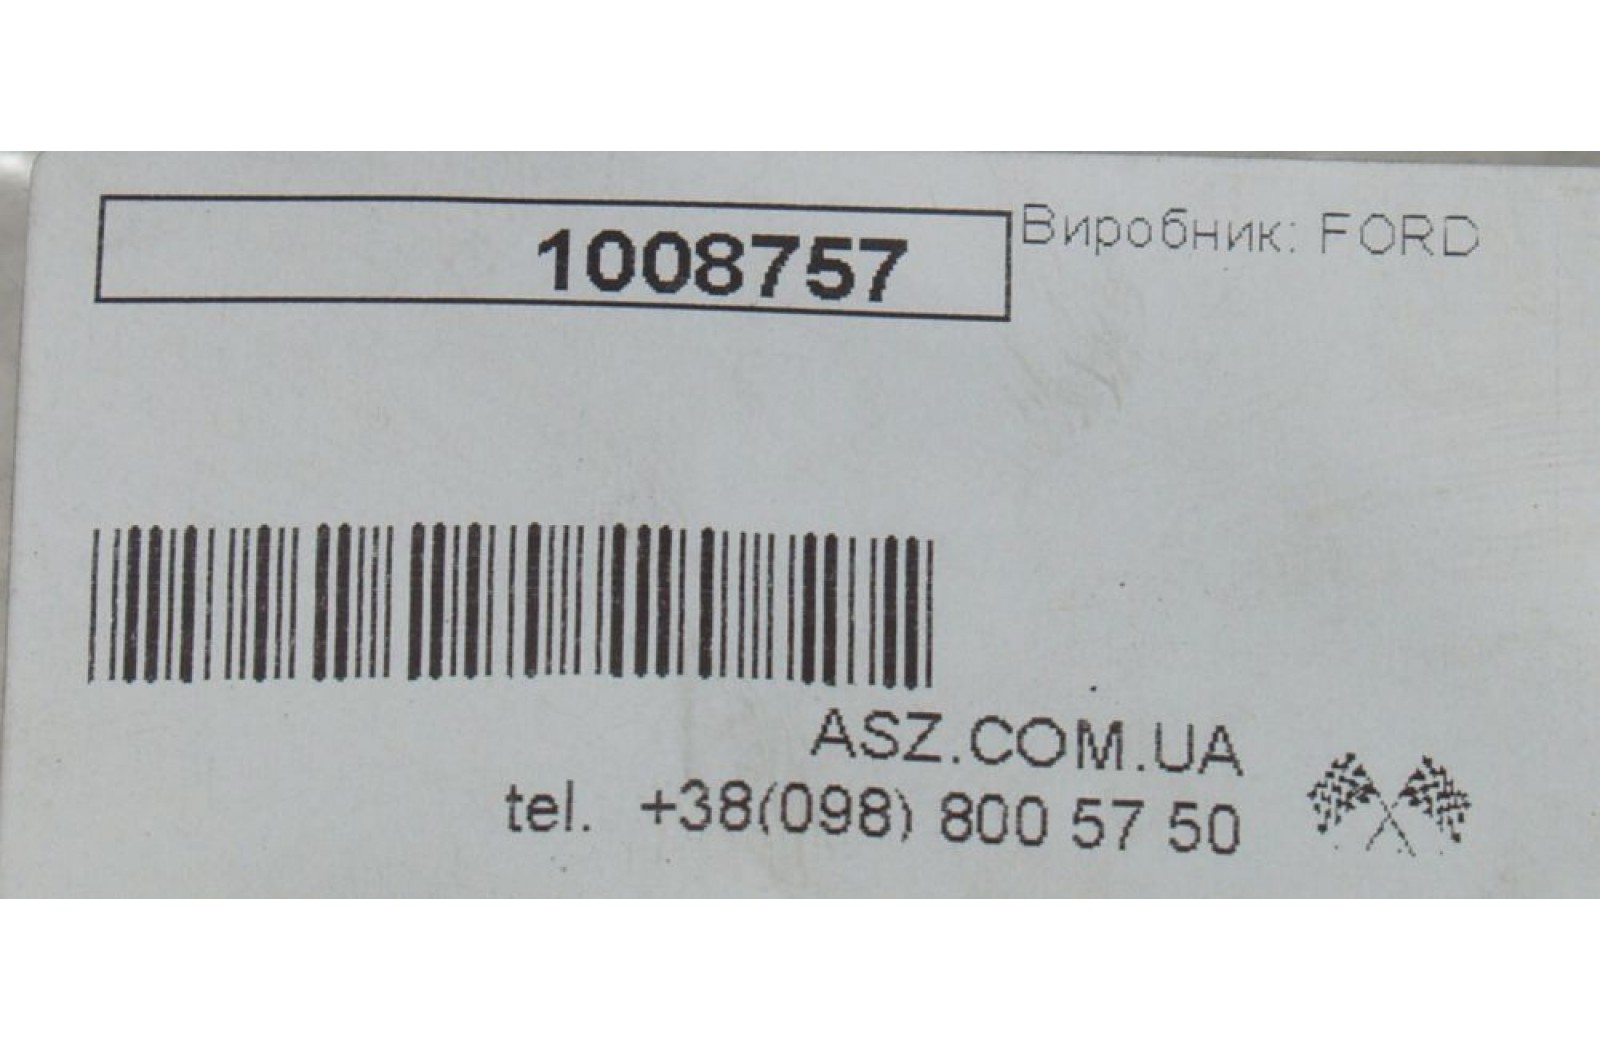 1008757
Виробник: FORD
ASZ.COM.UA
tel. +38(098) 800 57 50